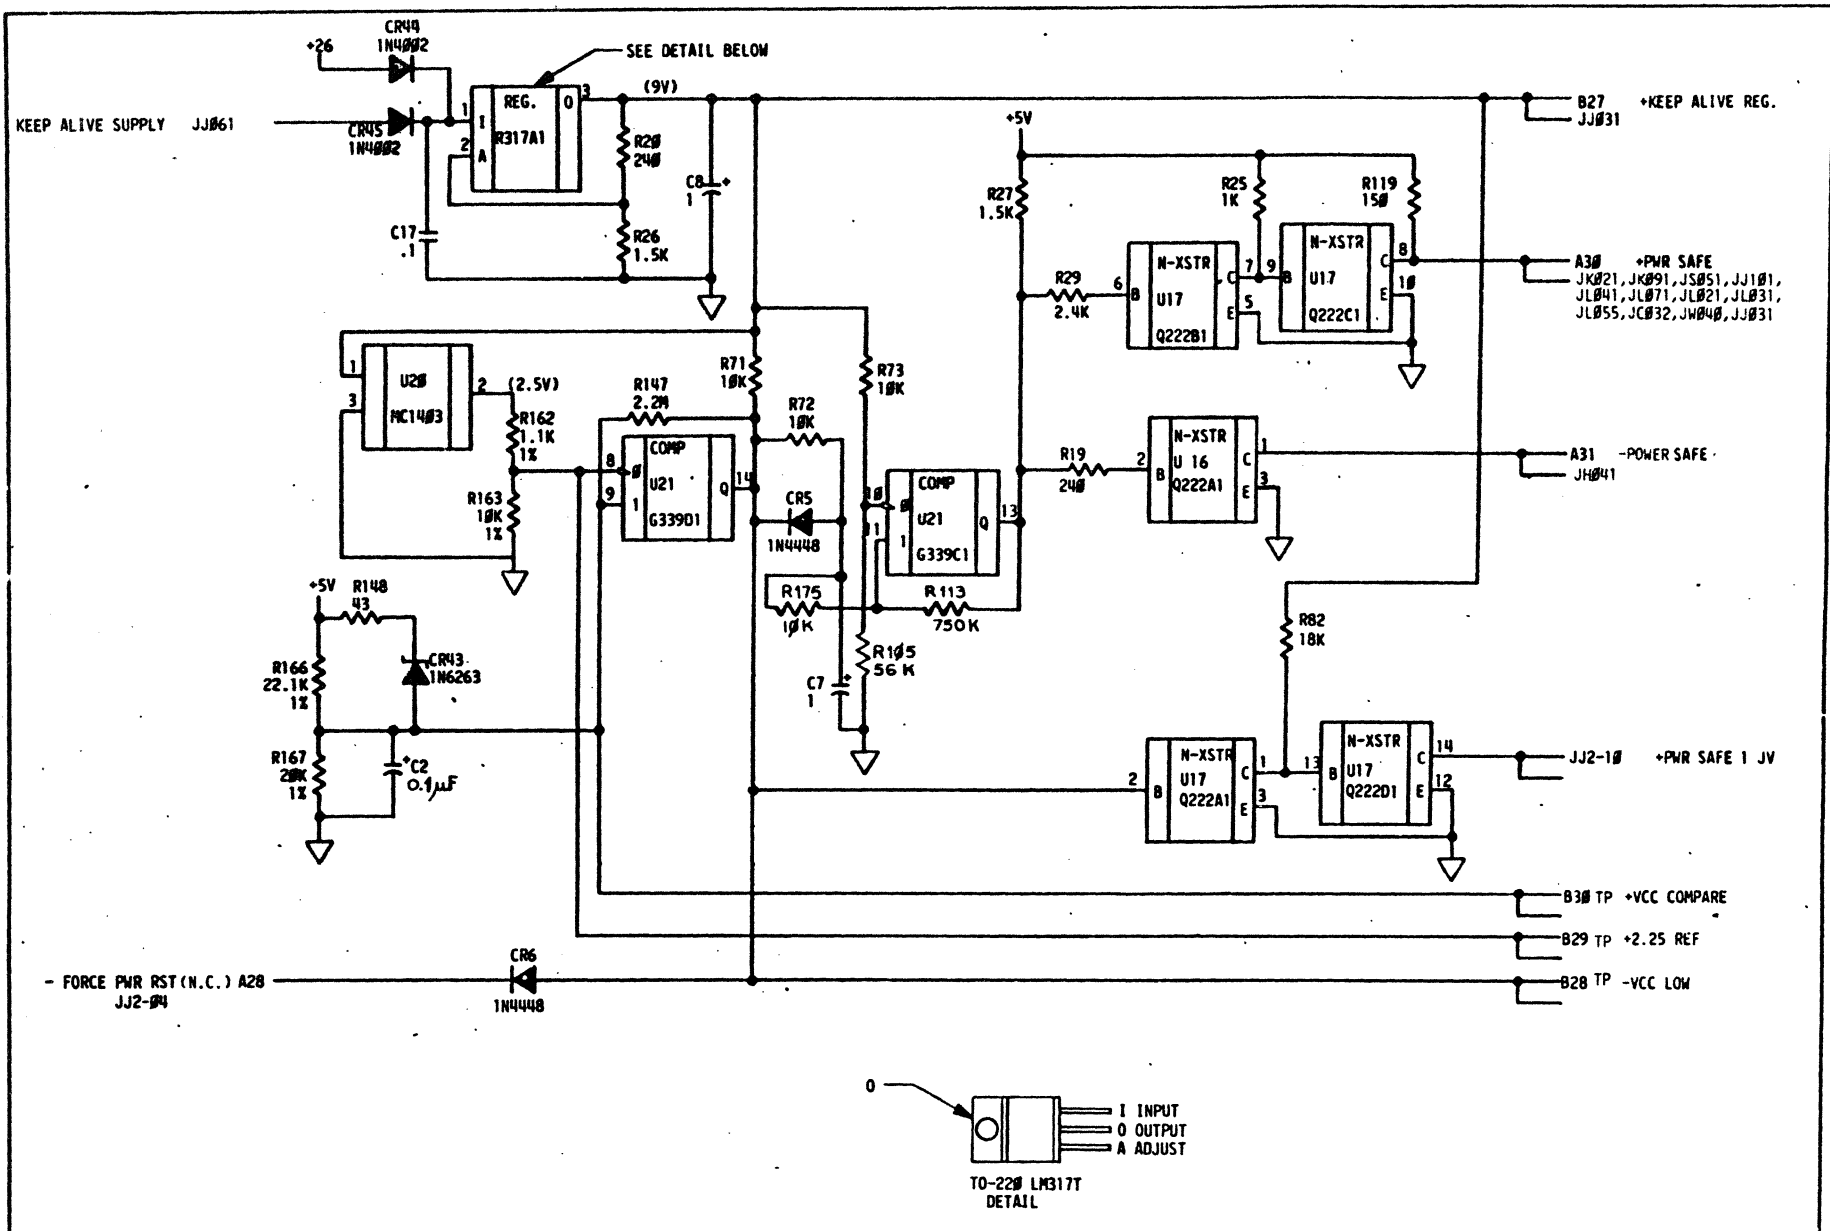 CR44
1N4002
+26
SEE DETAIL BELOW
(9V)
1
I
REG.
R317A1
O
3
2
A
KEEP ALIVE SUPPLY JJ061
CR45
1N4002
R20
240
C8
1
+
R26
1.5K
C17
.1
B27 +KEEP ALIVE REG.
JJ031
+5V
R27
1.5K
R25
1K
R119
150
R29
2.4K
6
B
N-XSTR
U17
Q222B1
C
7
E
5
9
B
N-XSTR
U17
Q222C1
C
8
E
10
A30 +PWR SAFE
JK021,JK091,JS051,JJ101,
JL041,JL071,JL021,JL031,
JL055,JC032,JW040,JJ031
1
3
U20
MC1403
2
(2.5V)
R162
1.1K
1%
R163
10K
1%
R147
2.2M
R71
10K
R72
10K
R73
10K
8
0
9
1
COMP
U21
G339D1
Q
14
CR5
1N4448
10
0
11
1
COMP
U21
G339C1
Q
13
R19
240
2
B
N-XSTR
U 16
Q222A1
C
1
E
3
A31 -POWER SAFE
JH041
R175
10K
R113
750K
R105
56K
C7
1
+
+5V
R148
43
R166
22.1K
1%
CR43
1N6263
R167
20K
1%
+
C2
0.1µF
R82
18K
2
B
N-XSTR
U17
Q222A1
C
1
E
3
13
B
N-XSTR
U17
Q222D1
C
14
E
12
JJ2-10 +PWR SAFE 1 JV
B30 TP +VCC COMPARE
B29 TP +2.25 REF
B28 TP -VCC LOW
- FORCE PWR RST(N.C.) A28
JJ2-04
CR6
1N4448
O
I INPUT
O OUTPUT
A ADJUST
TO-220 LM317T
DETAIL